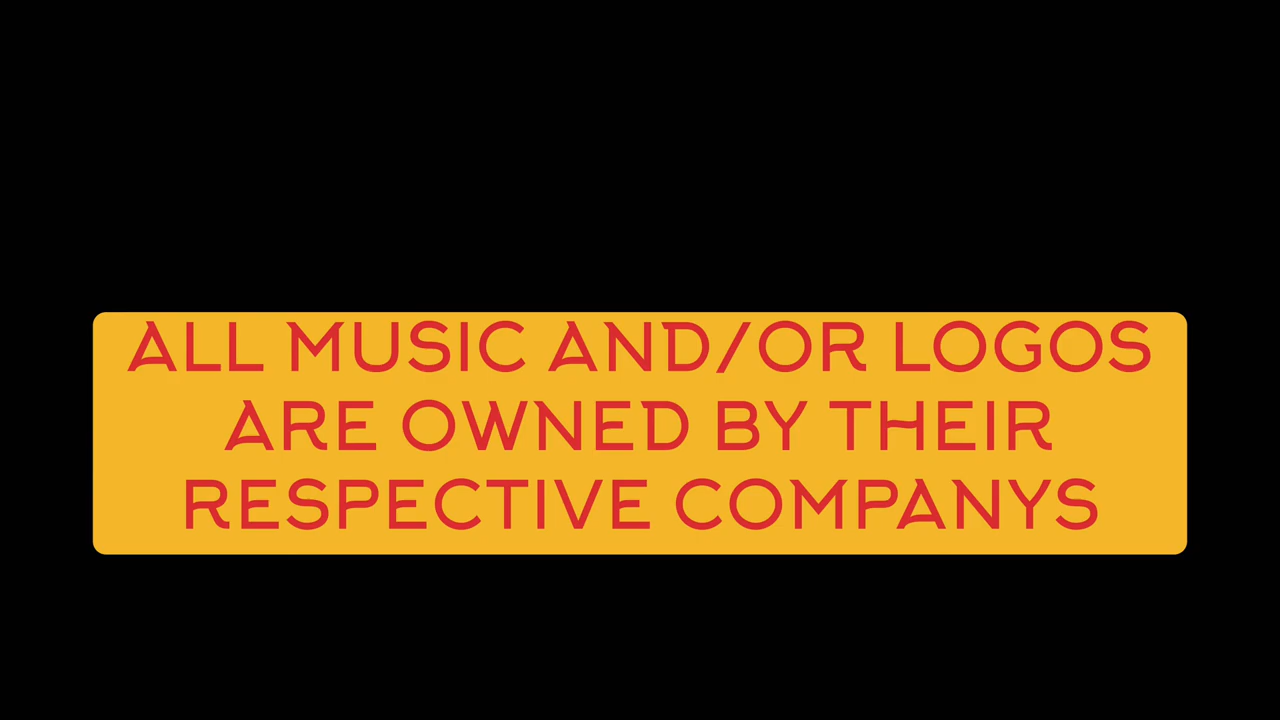 ALL MUSIC AND/OR LOGOS
ARE OWNED BY THEIR
RESPECTIVE COMPANYS